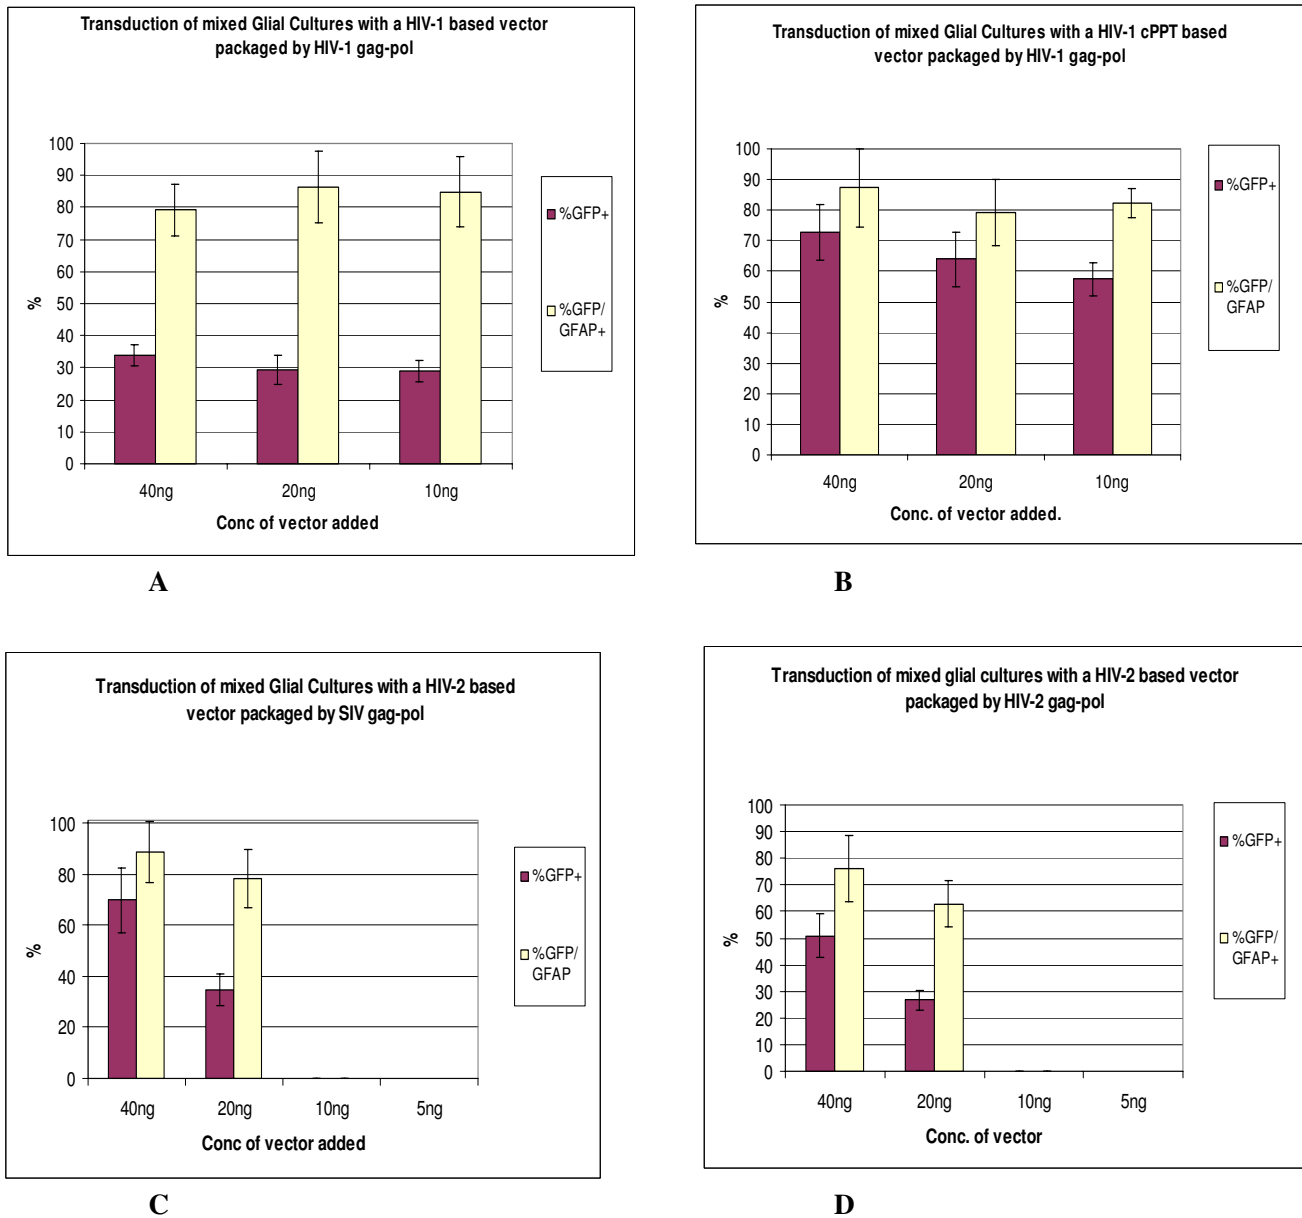 Transduction of mixed Glial Cultures with a HIV-1 based vector
packaged by HIV-1 gag-pol
100
90
80
70
60
50
40
30
20
10
0
%
40ng
20ng
10ng
Conc of vector added
%GFP+
%GFP/
GFAP+
A
Transduction of mixed Glial Cultures with a HIV-1 cPPT based
vector packaged by HIV-1 gag-pol
100
90
80
70
60
50
40
30
20
10
0
%
40ng
20ng
10ng
Conc. of vector added.
%GFP+
%GFP/
GFAP
B
Transduction of mixed Glial Cultures with a HIV-2 based
vector packaged by SIV gag-pol
100
80
60
40
20
0
%
40ng
20ng
10ng
5ng
Conc of vector added
%GFP+
%GFP/
GFAP
C
Transduction of mixed glial cultures with a HIV-2 based vector
packaged by HIV-2 gag-pol
100
90
80
70
60
50
40
30
20
10
0
%
40ng
20ng
10ng
5ng
Conc. of vector
%GFP+
%GFP/
GFAP+
D